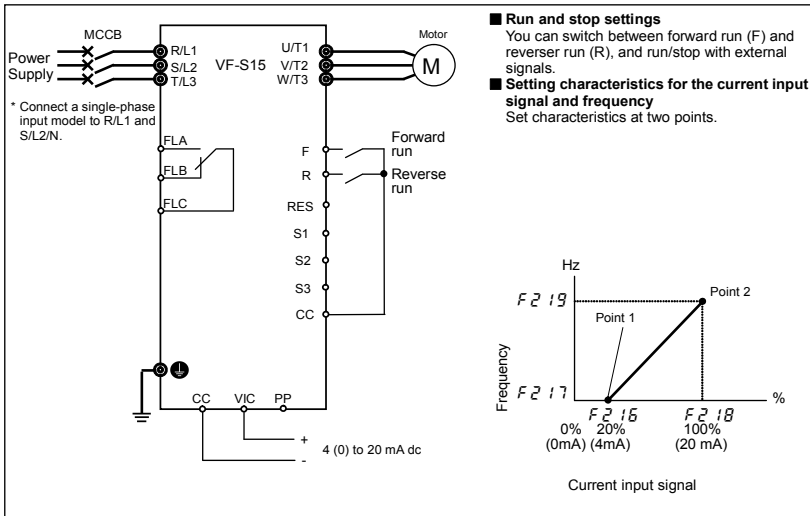 MCCB
Power
Supply
R/L1
S/L2
T/L3
VF-S15
U/T1
V/T2
W/T3
Motor
M
* Connect a single-phase
input model to R/L1 and
S/L2/N.
FLA
FLB
FLC
F
R
RES
S1
S2
S3
CC
Forward
run
Reverse
run
CC VIC PP
+
-
4 (0) to 20 mA dc
■ Run and stop settings
You can switch between forward run (F) and
reverser run (R), and run/stop with external
signals.
■ Setting characteristics for the current input
signal and frequency
Set characteristics at two points.
Hz
F219
Point 2
Point 1
Frequency
F217
%
F216 F218
0% 20% 100%
(0mA) (4mA) (20 mA)
Current input signal